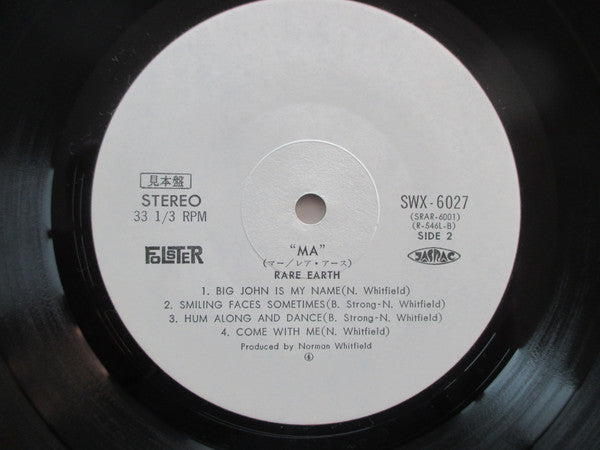 見本盤
STEREO
33 1/3 RPM
SWX-6027
(SRAR-6001)
(R-546L-B)
SIDE 2
FOLSTER
JASRAC
"MA"
(マー/レア・アース)
RARE EARTH
1. BIG JOHN IS MY NAME(N. Whitfield)
2. SMILING FACES SOMETIMES(B. Strong-N. Whitfield)
3. HUM ALONG AND DANCE(B. Strong-N. Whitfield)
4. COME WITH ME(N. Whitfield)
Produced by Norman Whitfield